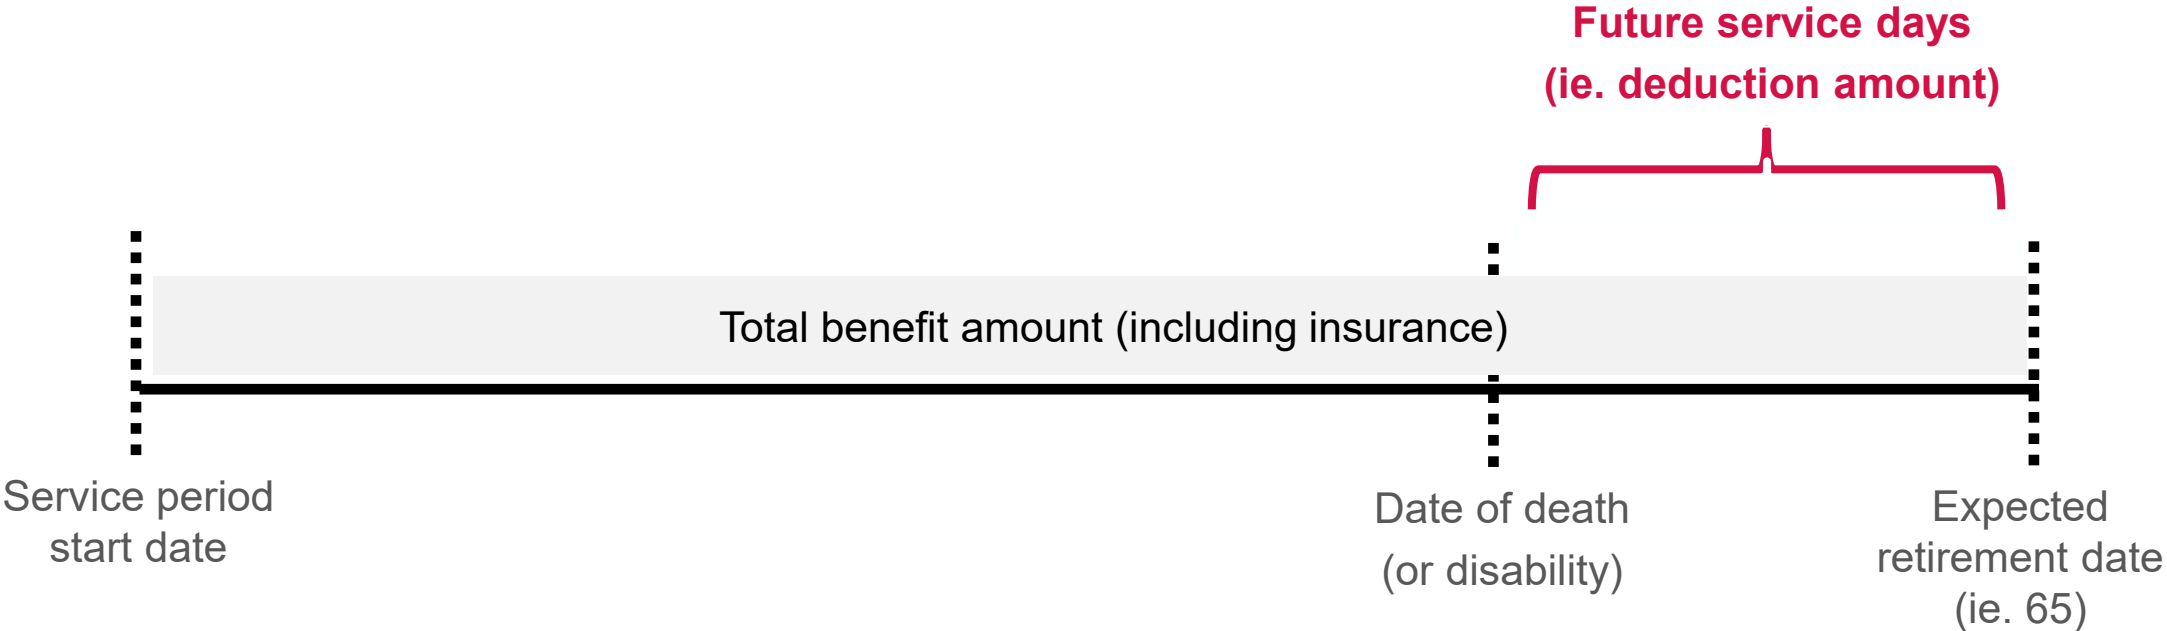 Future service days
(ie. deduction amount)
Total benefit amount (including insurance)
Service period
start date
Date of death
(or disability)
Expected
retirement date
(ie. 65)